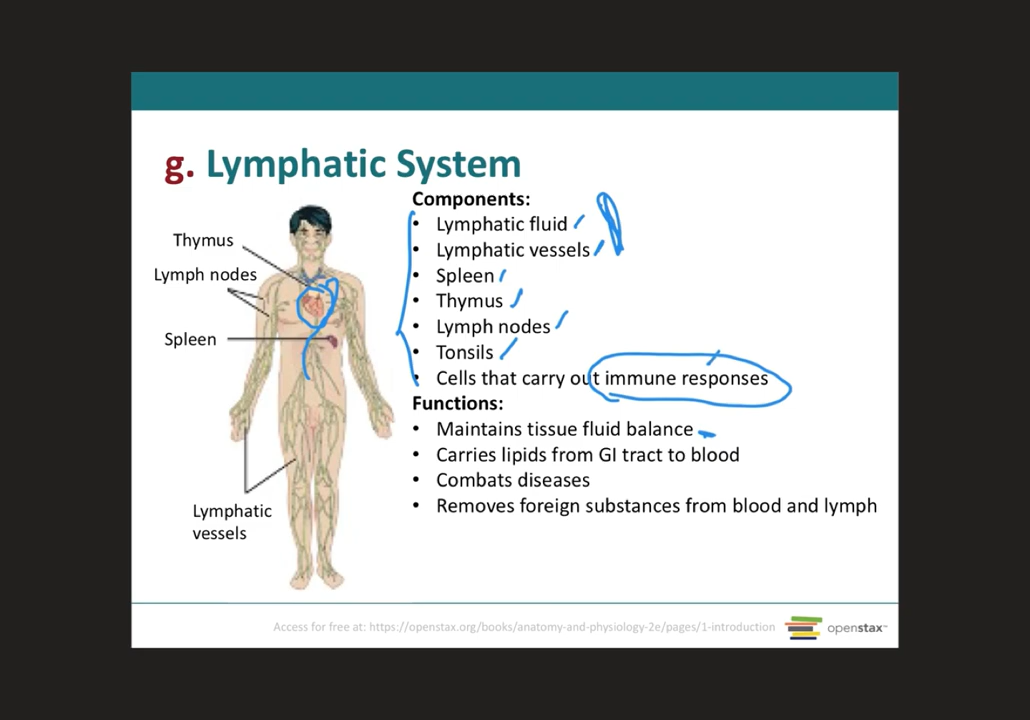 g. Lymphatic System
Components:
• Lymphatic fluid
• Lymphatic vessels
• Spleen
• Thymus
• Lymph nodes
• Tonsils
• Cells that carry out immune responses
Functions:
• Maintains tissue fluid balance
• Carries lipids from GI tract to blood
• Combats diseases
• Removes foreign substances from blood and lymph
Thymus
Lymph nodes
Spleen
Lymphatic
vessels
Access for free at: https://openstax.org/books/anatomy-and-physiology-2e/pages/1-introduction
openstax™